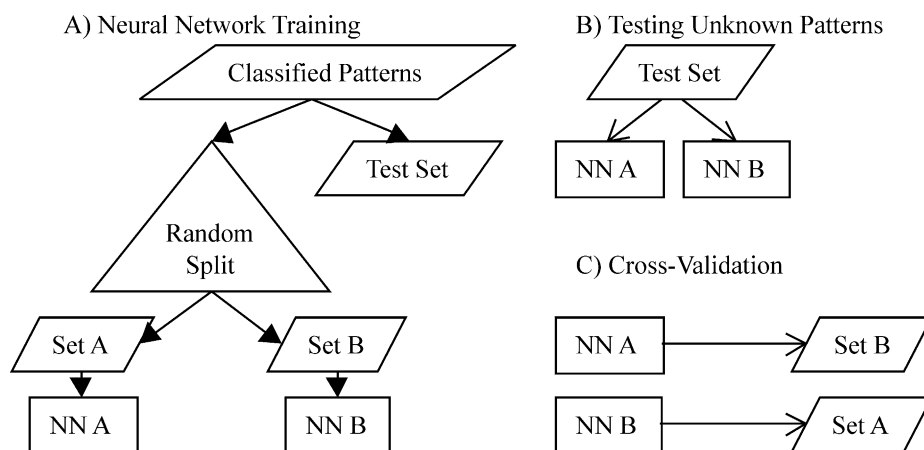 A) Neural Network Training
Classified Patterns
Test Set
Random
Split
Set A
Set B
NN A
NN B
B) Testing Unknown Patterns
Test Set
NN A
NN B
C) Cross-Validation
NN A
Set B
NN B
Set A